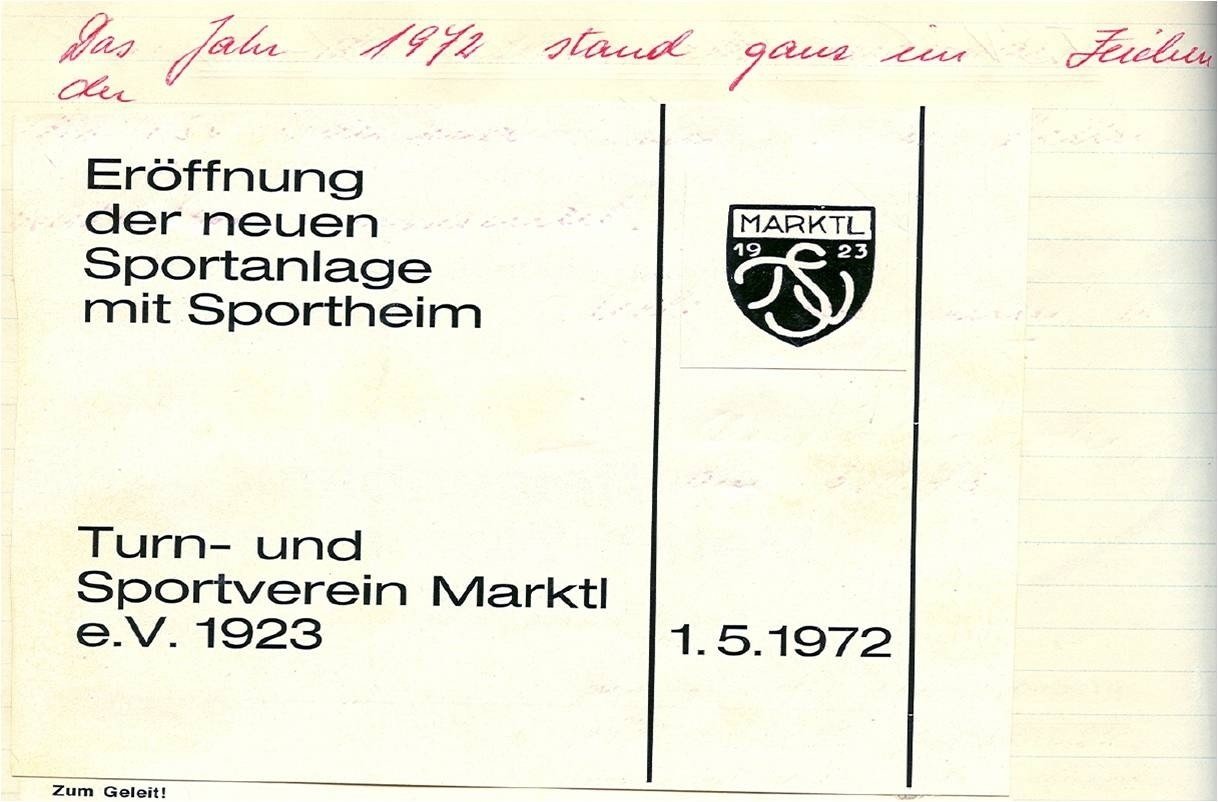 Das Jahr 1972 stand ganz im Zeichen
der
Eröffnung
der neuen
Sportanlage
mit Sportheim
MARKTL
19 23
TSV
Turn- und
Sportverein Marktl
e.V. 1923
1.5.1972
Zum Geleit!